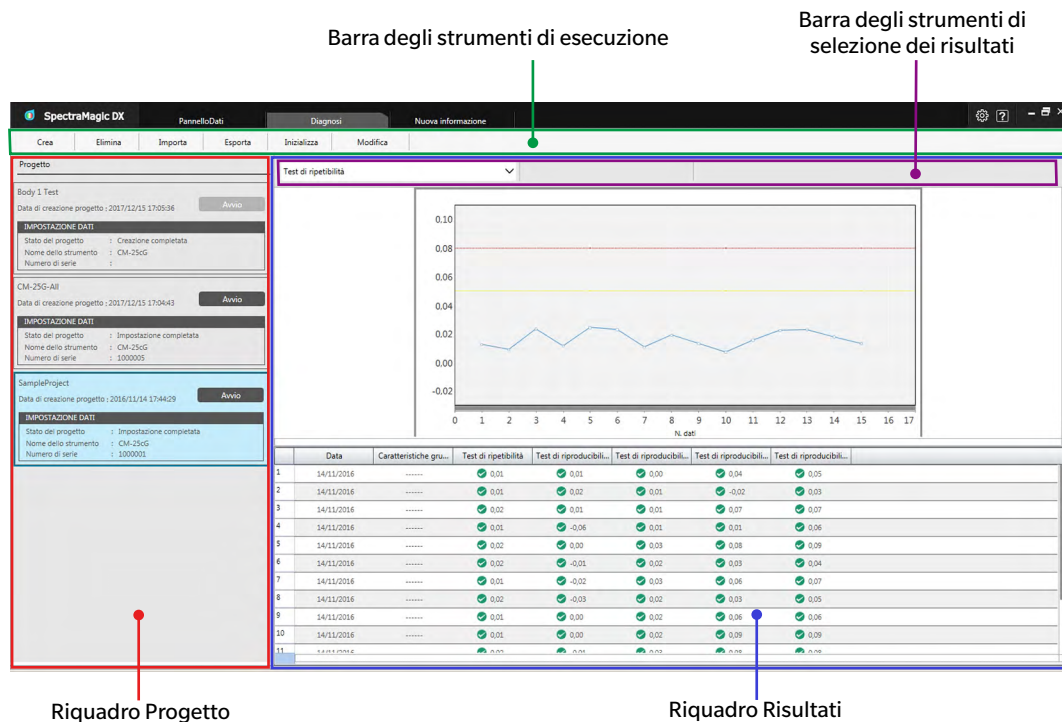 Barra degli strumenti di esecuzione
Barra degli strumenti di
selezione dei risultati
SpectraMagic DX
PannelloDati
Diagnosi
Nuova informazione
Crea Elimina Importa Esporta Inizializza Modifica
Progetto
Body 1 Test
Data di creazione progetto : 2017/12/15 17:05:36 Avvio
IMPOSTAZIONE DATI
Stato del progetto : Creazione completata
Nome dello strumento : CM-25cG
Numero di serie :
CM-25G-All
Data di creazione progetto : 2017/12/15 17:04:43 Avvio
IMPOSTAZIONE DATI
Stato del progetto : Impostazione completata
Nome dello strumento : CM-25cG
Numero di serie : 1000005
SampleProject
Data di creazione progetto : 2016/11/14 17:44:29 Avvio
IMPOSTAZIONE DATI
Stato del progetto : Impostazione completata
Nome dello strumento : CM-25cG
Numero di serie : 1000001
Test di ripetibilità
0.10
0.08
0.06
0.04
0.02
0.00
-0.02
0 1 2 3 4 5 6 7 8 9 10 11 12 13 14 15 16 17
N. dati
Data Caratteristiche gru... Test di ripetibilità Test di riproducibili... Test di riproducibili... Test di riproducibili... Test di riproducibili...
1 14/11/2016 ------ 0,01 0,01 0,00 0,04 0,05
2 14/11/2016 ------ 0,01 0,02 0,01 -0,02 0,03
3 14/11/2016 ------ 0,02 0,01 0,01 0,07 0,07
4 14/11/2016 ------ 0,01 -0,06 0,01 0,01 0,06
5 14/11/2016 ------ 0,02 0,00 0,03 0,08 0,09
6 14/11/2016 ------ 0,02 -0,01 0,02 0,03 0,04
7 14/11/2016 ------ 0,01 -0,02 0,03 0,06 0,07
8 14/11/2016 ------ 0,02 -0,03 0,02 0,03 0,05
9 14/11/2016 ------ 0,01 0,00 0,02 0,06 0,06
10 14/11/2016 ------ 0,01 0,00 0,02 0,09 0,09
11 14/11/2016 ------
Riquadro Progetto
Riquadro Risultati